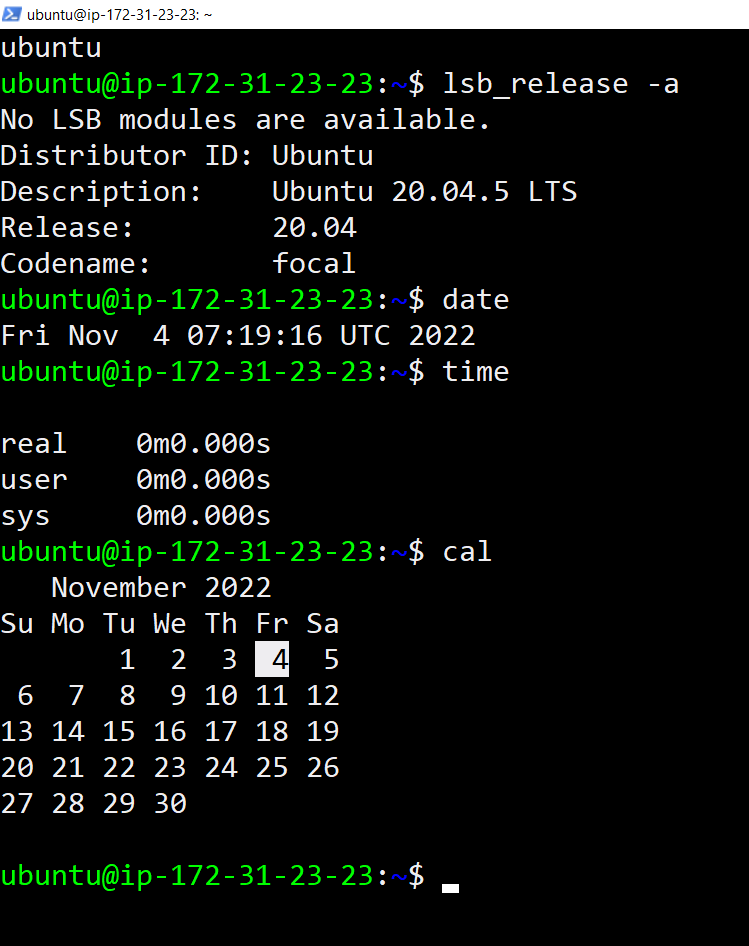 ubuntu@ip-172-31-23-23: ~
ubuntu
ubuntu@ip-172-31-23-23:~$ lsb_release -a
No LSB modules are available.
Distributor ID: Ubuntu
Description:    Ubuntu 20.04.5 LTS
Release:        20.04
Codename:       focal
ubuntu@ip-172-31-23-23:~$ date
Fri Nov  4 07:19:16 UTC 2022
ubuntu@ip-172-31-23-23:~$ time

real    0m0.000s
user    0m0.000s
sys     0m0.000s
ubuntu@ip-172-31-23-23:~$ cal
   November 2022
Su Mo Tu We Th Fr Sa
       1  2  3  4  5
 6  7  8  9 10 11 12
13 14 15 16 17 18 19
20 21 22 23 24 25 26
27 28 29 30

ubuntu@ip-172-31-23-23:~$